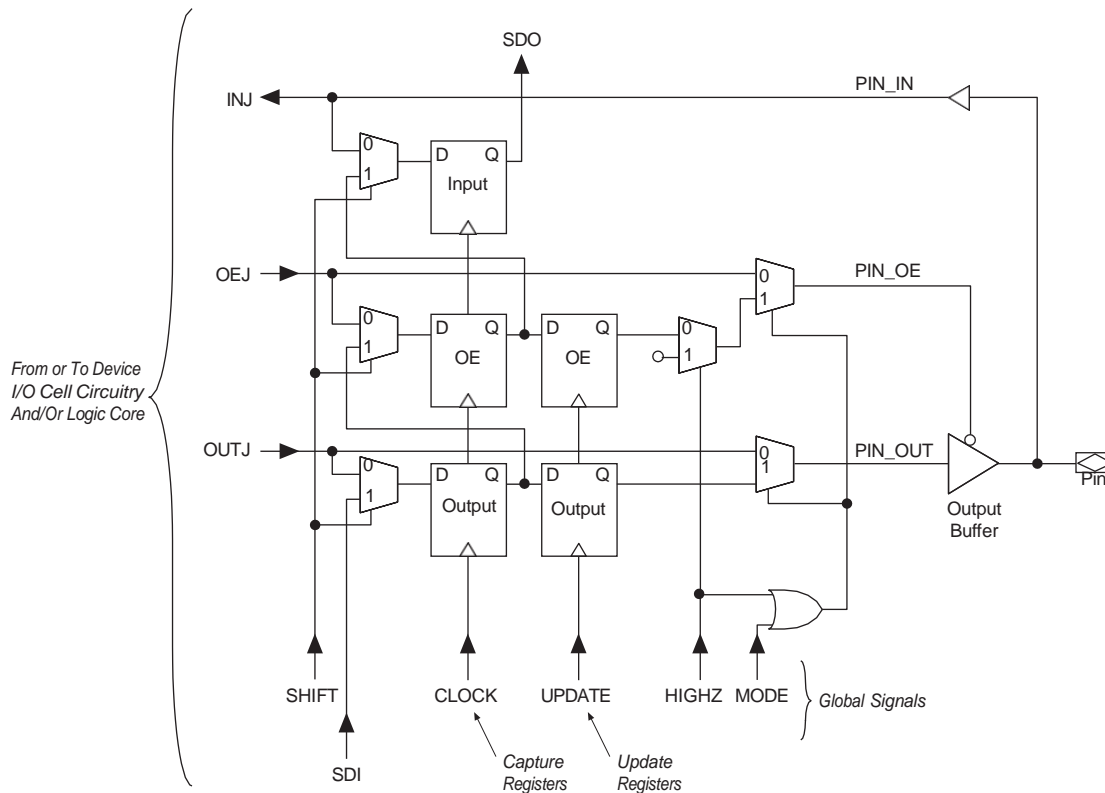 SDO
INJ
PIN_IN
0
1
D Q
Input
OEJ
0
1
PIN_OE
0
1
D Q
OE
D Q
OE
0
1
From or To Device
I/O Cell Circuitry
And/Or Logic Core
OUTJ
0
1
PIN_OUT
0
1
D Q
Output
D Q
Output
Pin
Output
Buffer
SHIFT
CLOCK
UPDATE
HIGHZ
MODE
Global Signals
SDI
Capture
Registers
Update
Registers